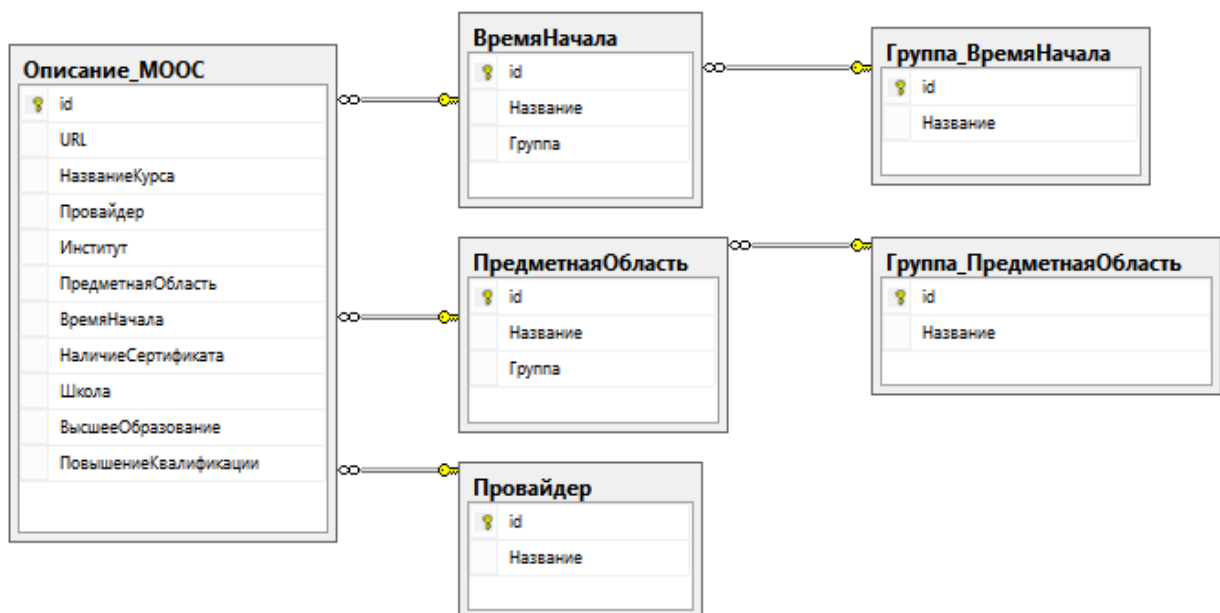 Описание_МООС
id
URL
НазваниеКурса
Провайдер
Институт
ПредметнаяОбласть
ВремяНачала
НаличиеСертификата
Школа
ВысшееОбразование
ПовышениеКвалификации
ВремяНачала
id
Название
Группа
Группа_ВремяНачала
id
Название
ПредметнаяОбласть
id
Название
Группа
Группа_ПредметнаяОбласть
id
Название
Провайдер
id
Название